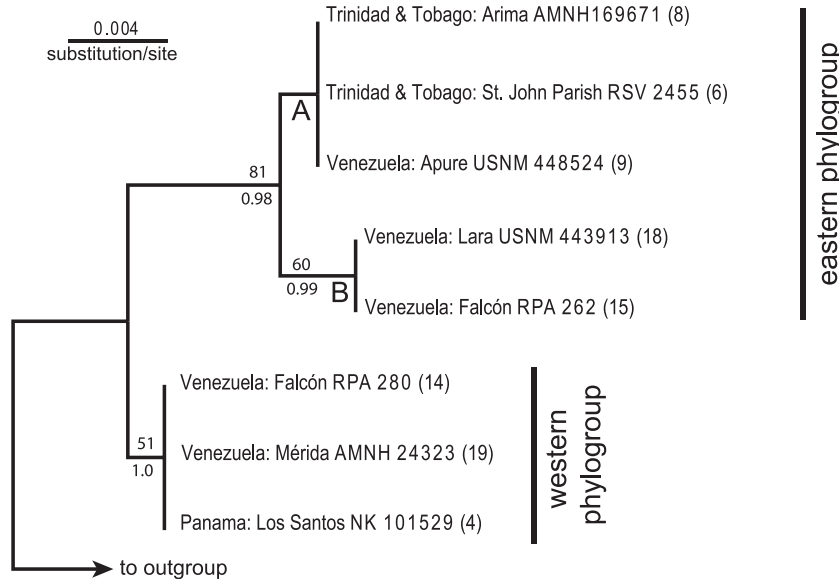 0.004
substitution/site
Trinidad & Tobago: Arima AMNH169671 (8)
A
Trinidad & Tobago: St. John Parish RSV 2455 (6)
Venezuela: Apure USNM 448524 (9)
81
0.98
Venezuela: Lara USNM 443913 (18)
60
0.99
B
Venezuela: Falcón RPA 262 (15)
eastern phylogroup
Venezuela: Falcón RPA 280 (14)
51
1.0
Venezuela: Mérida AMNH 24323 (19)
Panama: Los Santos NK 101529 (4)
western
phylogroup
to outgroup